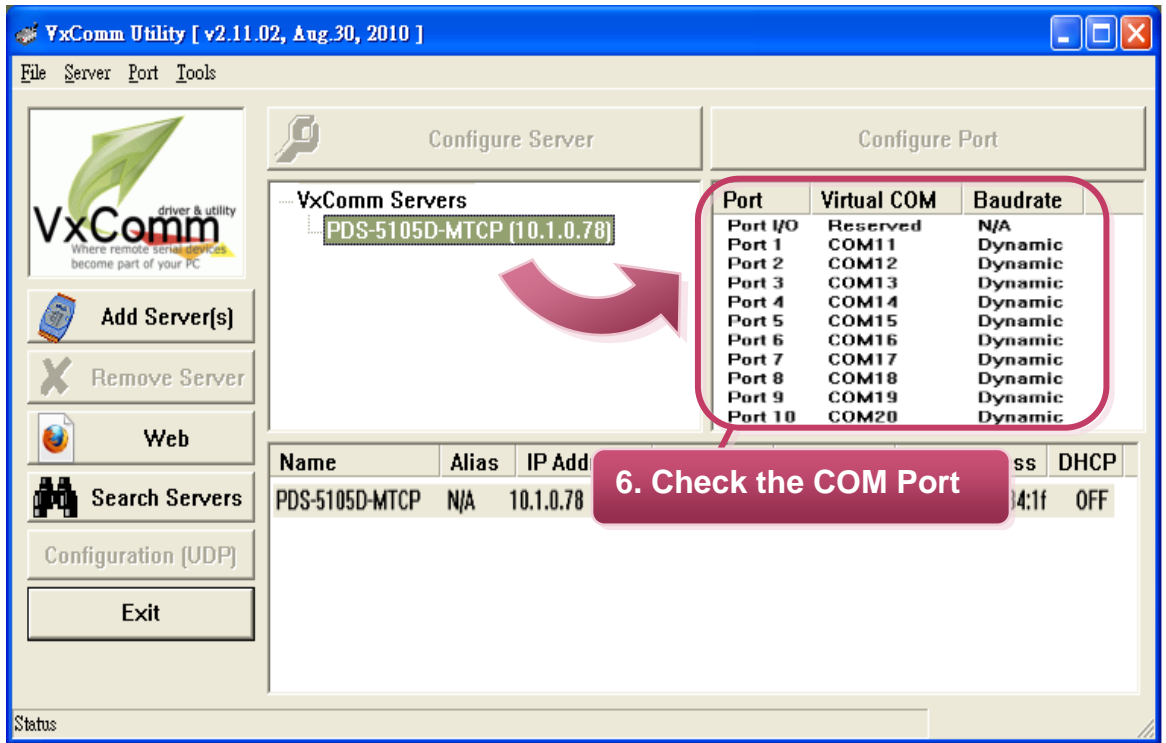 VxComm Utility [ v2.11.02, Aug.30, 2010 ]
File Server Port Tools
VxComm
driver & utility
Where remote serial devices
become part of your PC
Add Server(s)
Remove Server
Web
Search Servers
Configuration (UDP)
Exit
Configure Server
Configure Port
VxComm Servers
PDS-5105D-MTCP (10.1.0.78)
Port Virtual COM Baudrate
Port I/O Reserved N/A
Port 1 COM11 Dynamic
Port 2 COM12 Dynamic
Port 3 COM13 Dynamic
Port 4 COM14 Dynamic
Port 5 COM15 Dynamic
Port 6 COM16 Dynamic
Port 7 COM17 Dynamic
Port 8 COM18 Dynamic
Port 9 COM19 Dynamic
Port 10 COM20 Dynamic
6. Check the COM Port
Name Alias IP Add ss DHCP
PDS-5105D-MTCP N/A 10.1.0.78 34:1f OFF
Status